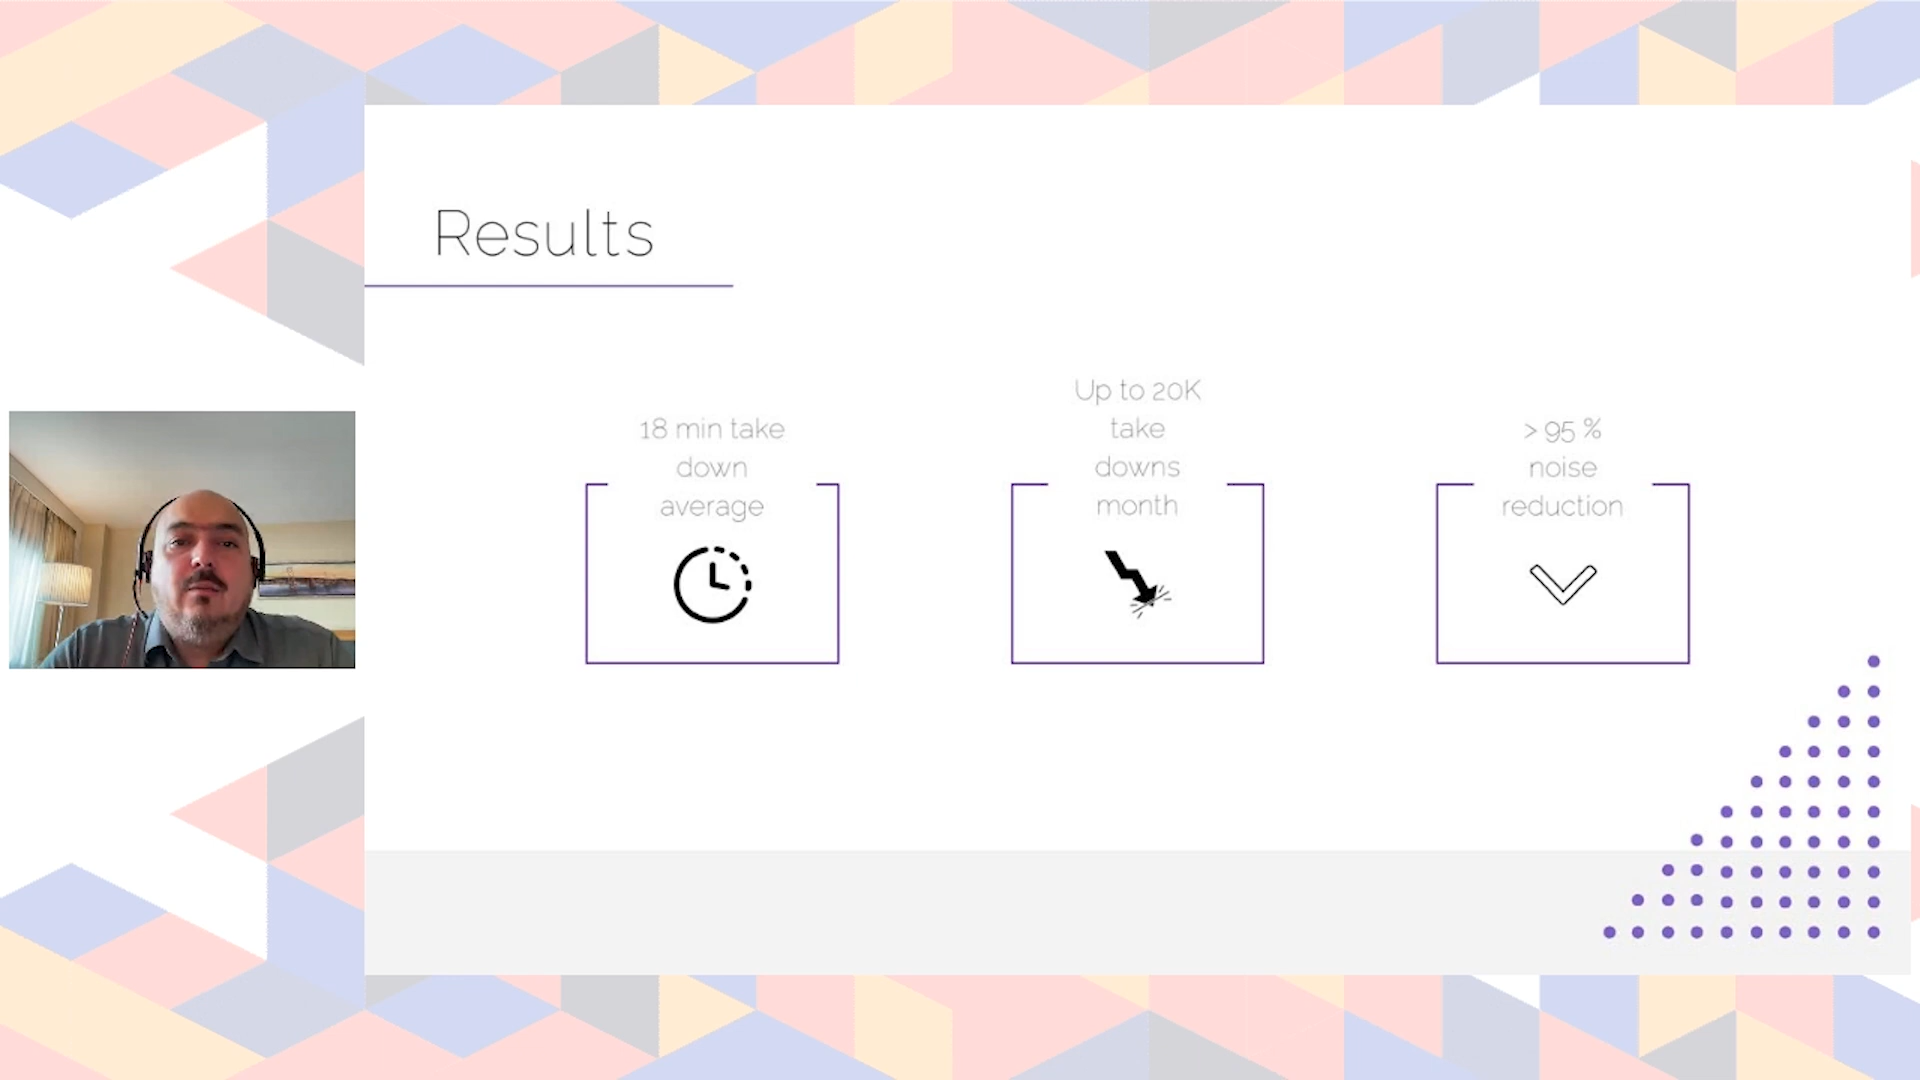 Results
18 min take
down
average
Up to 20K
take
downs
month
> 95 %
noise
reduction